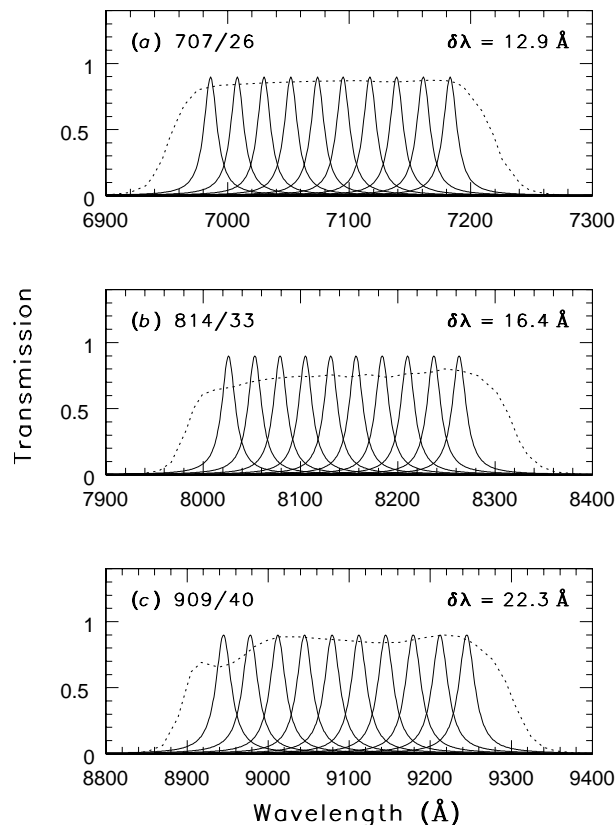 (a) 707/26 δλ = 12.9 Å
1
0.5
0
6900 7000 7100 7200 7300
Transmission
(b) 814/33 δλ = 16.4 Å
1
0.5
0
7900 8000 8100 8200 8300 8400
(c) 909/40 δλ = 22.3 Å
1
0.5
0
8800 8900 9000 9100 9200 9300 9400
Wavelength (Å)